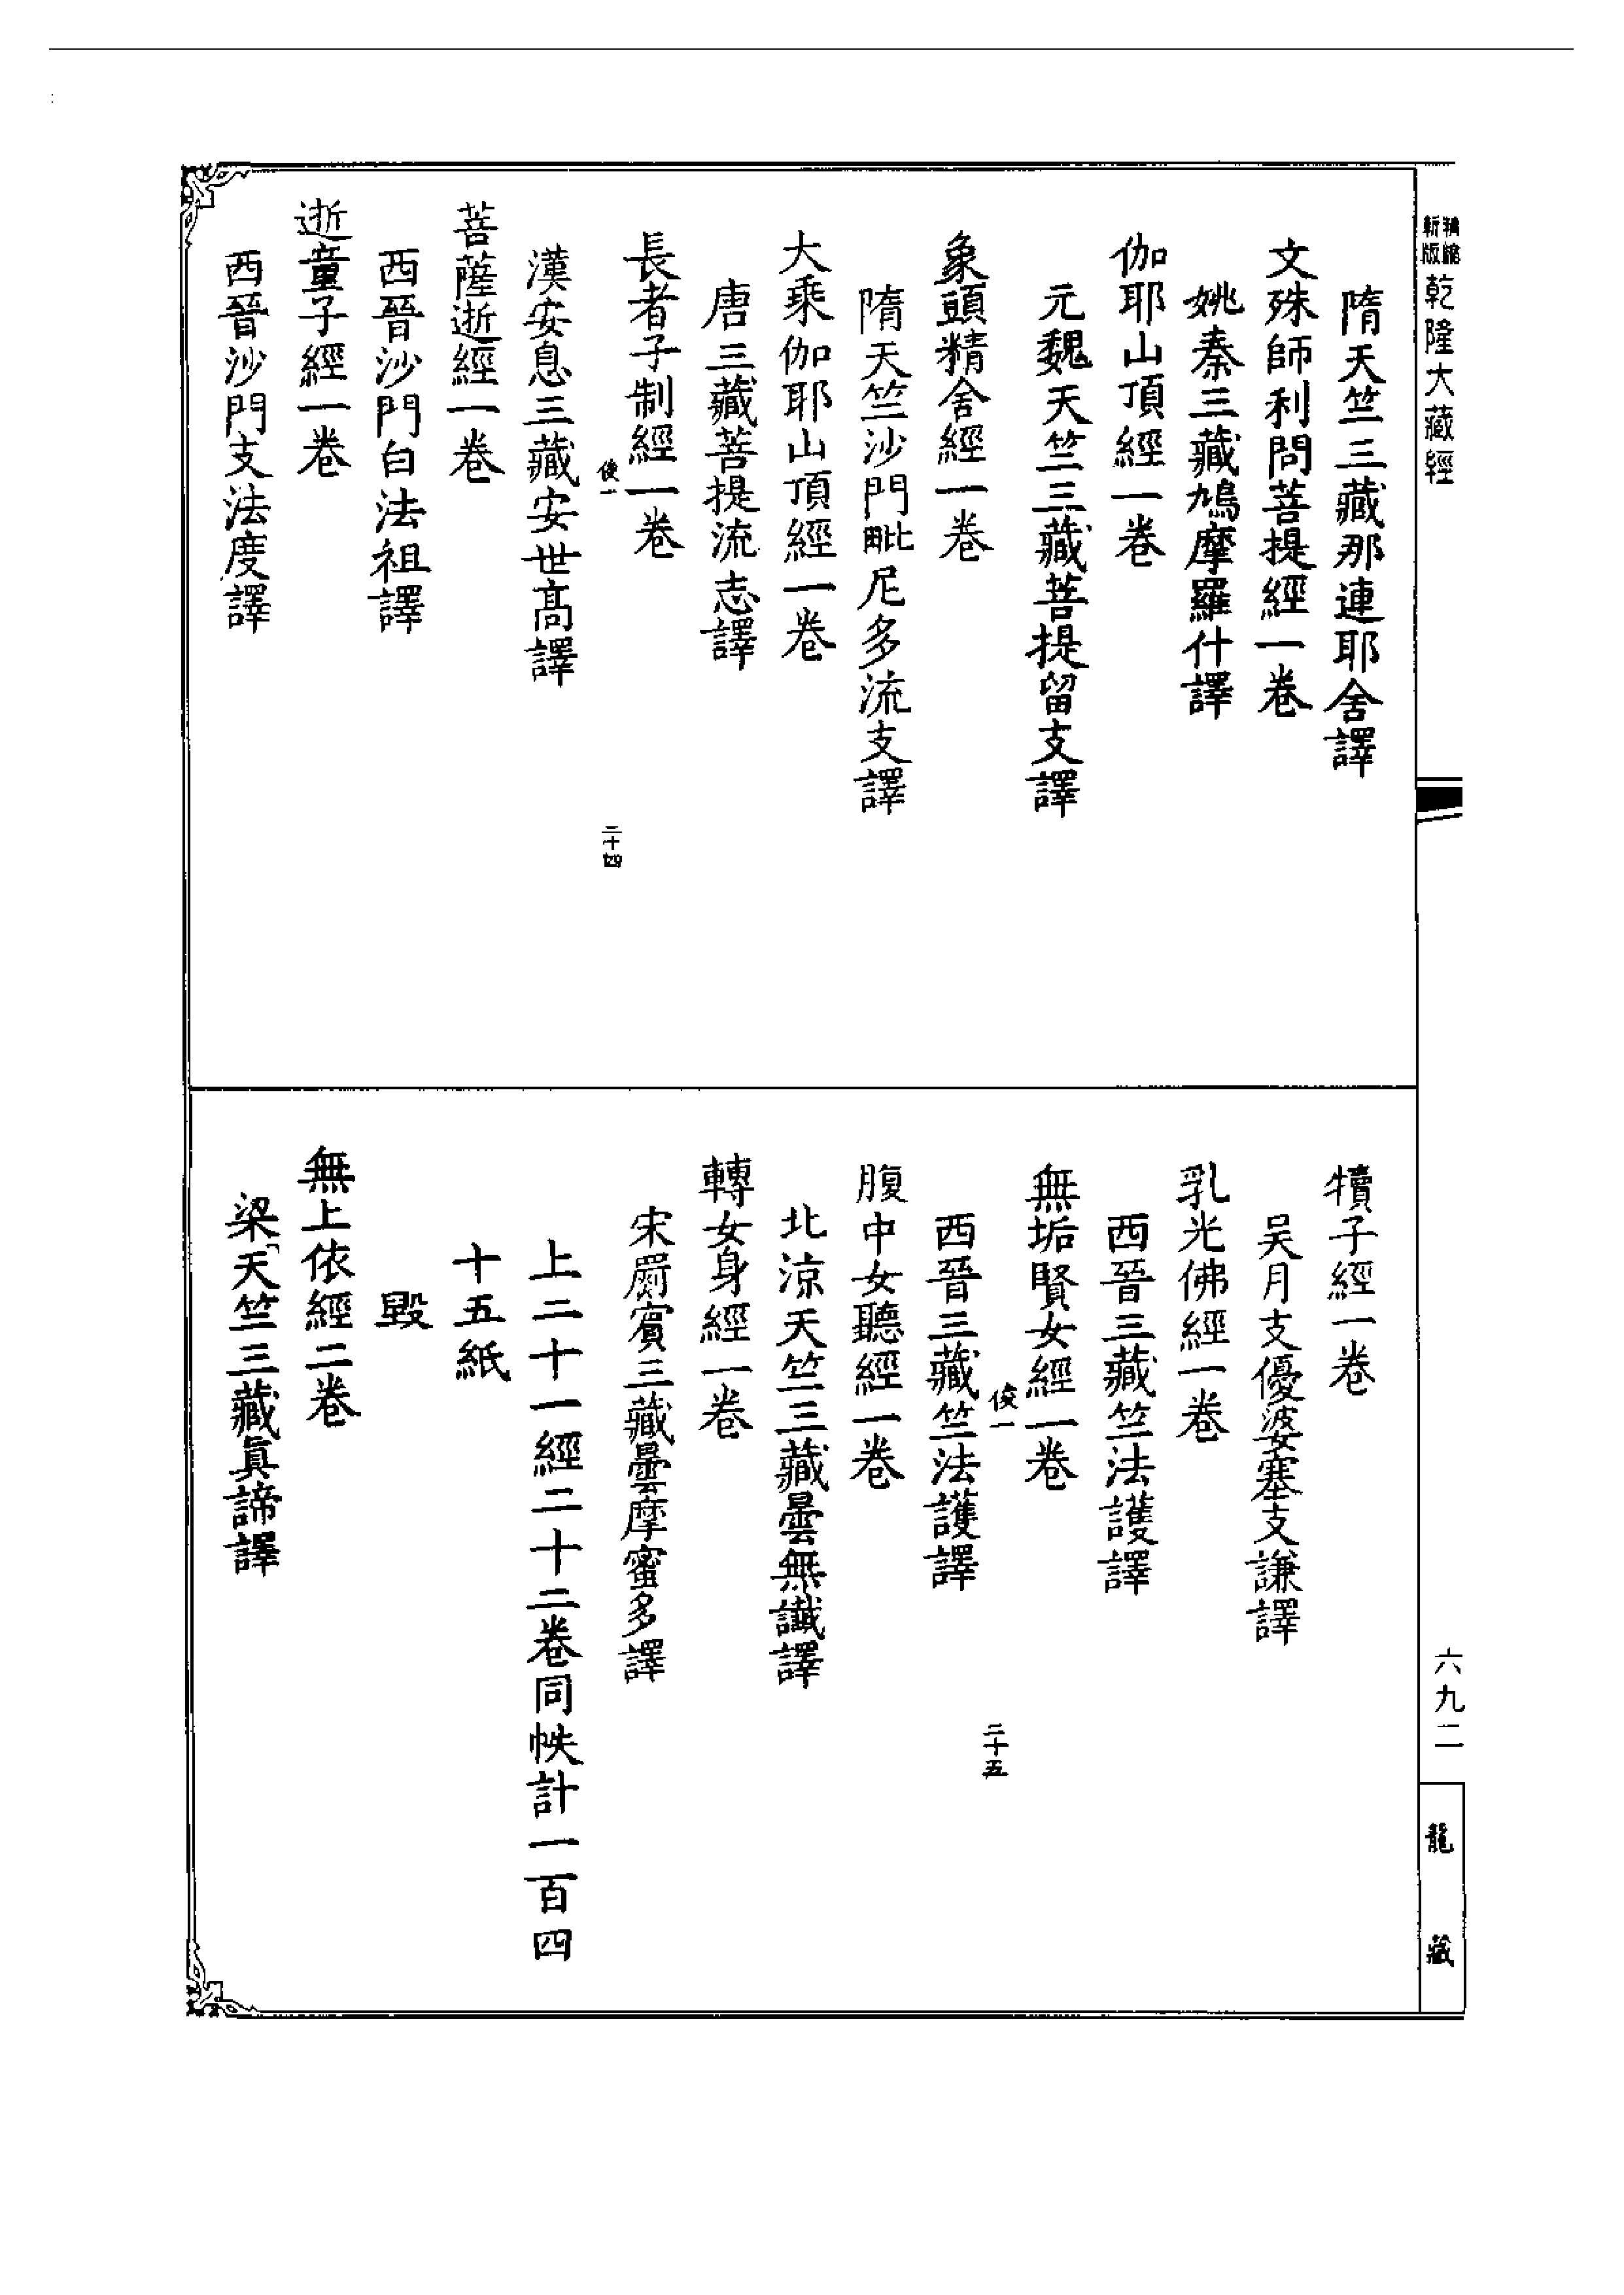 新版 精縮 乾隆大藏經
隋天竺三藏那連耶舍譯
文殊師利問菩提經一卷
姚秦三藏鳩摩羅什譯
伽耶山頂經一卷
元魏天竺三藏菩提留支譯
象頭精舍經一卷
隋天竺沙門毗尼多流支譯
大乘伽耶山頂經一卷
唐三藏菩提流志譯
長者子制經一卷
俊一 二十四
漢安息三藏安世高譯
菩薩逝經一卷
西晉沙門白法祖譯
逝童子經一卷
西晉沙門支法度譯
犢子經一卷
吳月支優婆塞支謙譯
乳光佛經一卷
西晉三藏竺法護譯
無垢賢女經一卷
俊一 二十五
西晉三藏竺法護譯
腹中女聽經一卷
北涼天竺三藏曇無讖譯
轉女身經一卷
宋罽賓三藏曇摩蜜多譯
上二十一經二十二卷同帙計一百四
十五紙
毀
無上依經二卷
梁天竺三藏真諦譯
六九二
龍藏